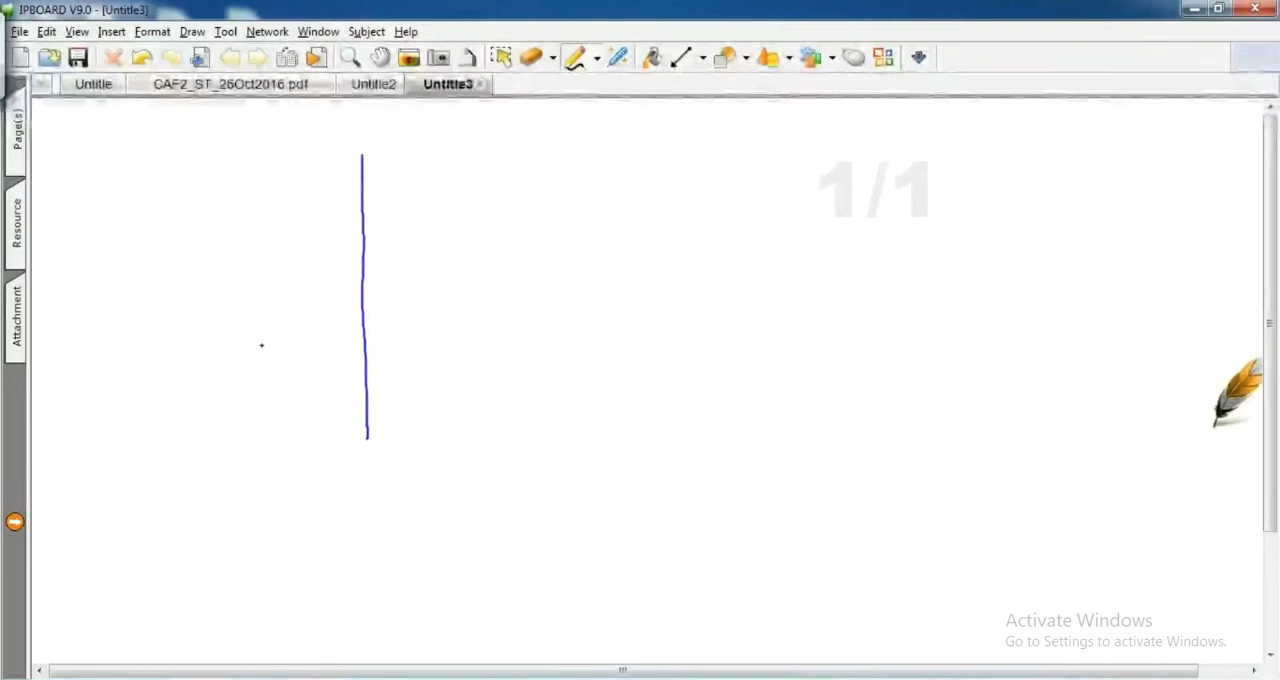 IPBOARD V9.0 - [Untitle3]
File Edit View Insert Format Draw Tool Network Window Subject Help
Untitle CAF2_ST_26Oct2016.pdf Untitle2 Untitle3
Page(s)
1/1
Resource
Attachment
Activate Windows
Go to Settings to activate Windows.